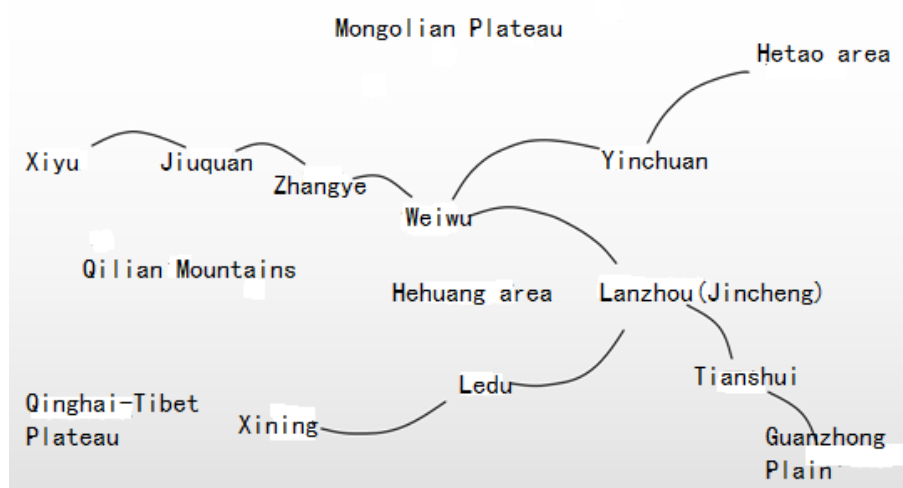 Mongolian Plateau
Hetao area
Xiyu
Jiuquan
Yinchuan
Zhangye
Weiwu
Qilian Mountains
Hehuang area
Lanzhou(Jincheng)
Tianshui
Ledu
Qinghai-Tibet
Plateau
Xining
Guanzhong
Plain